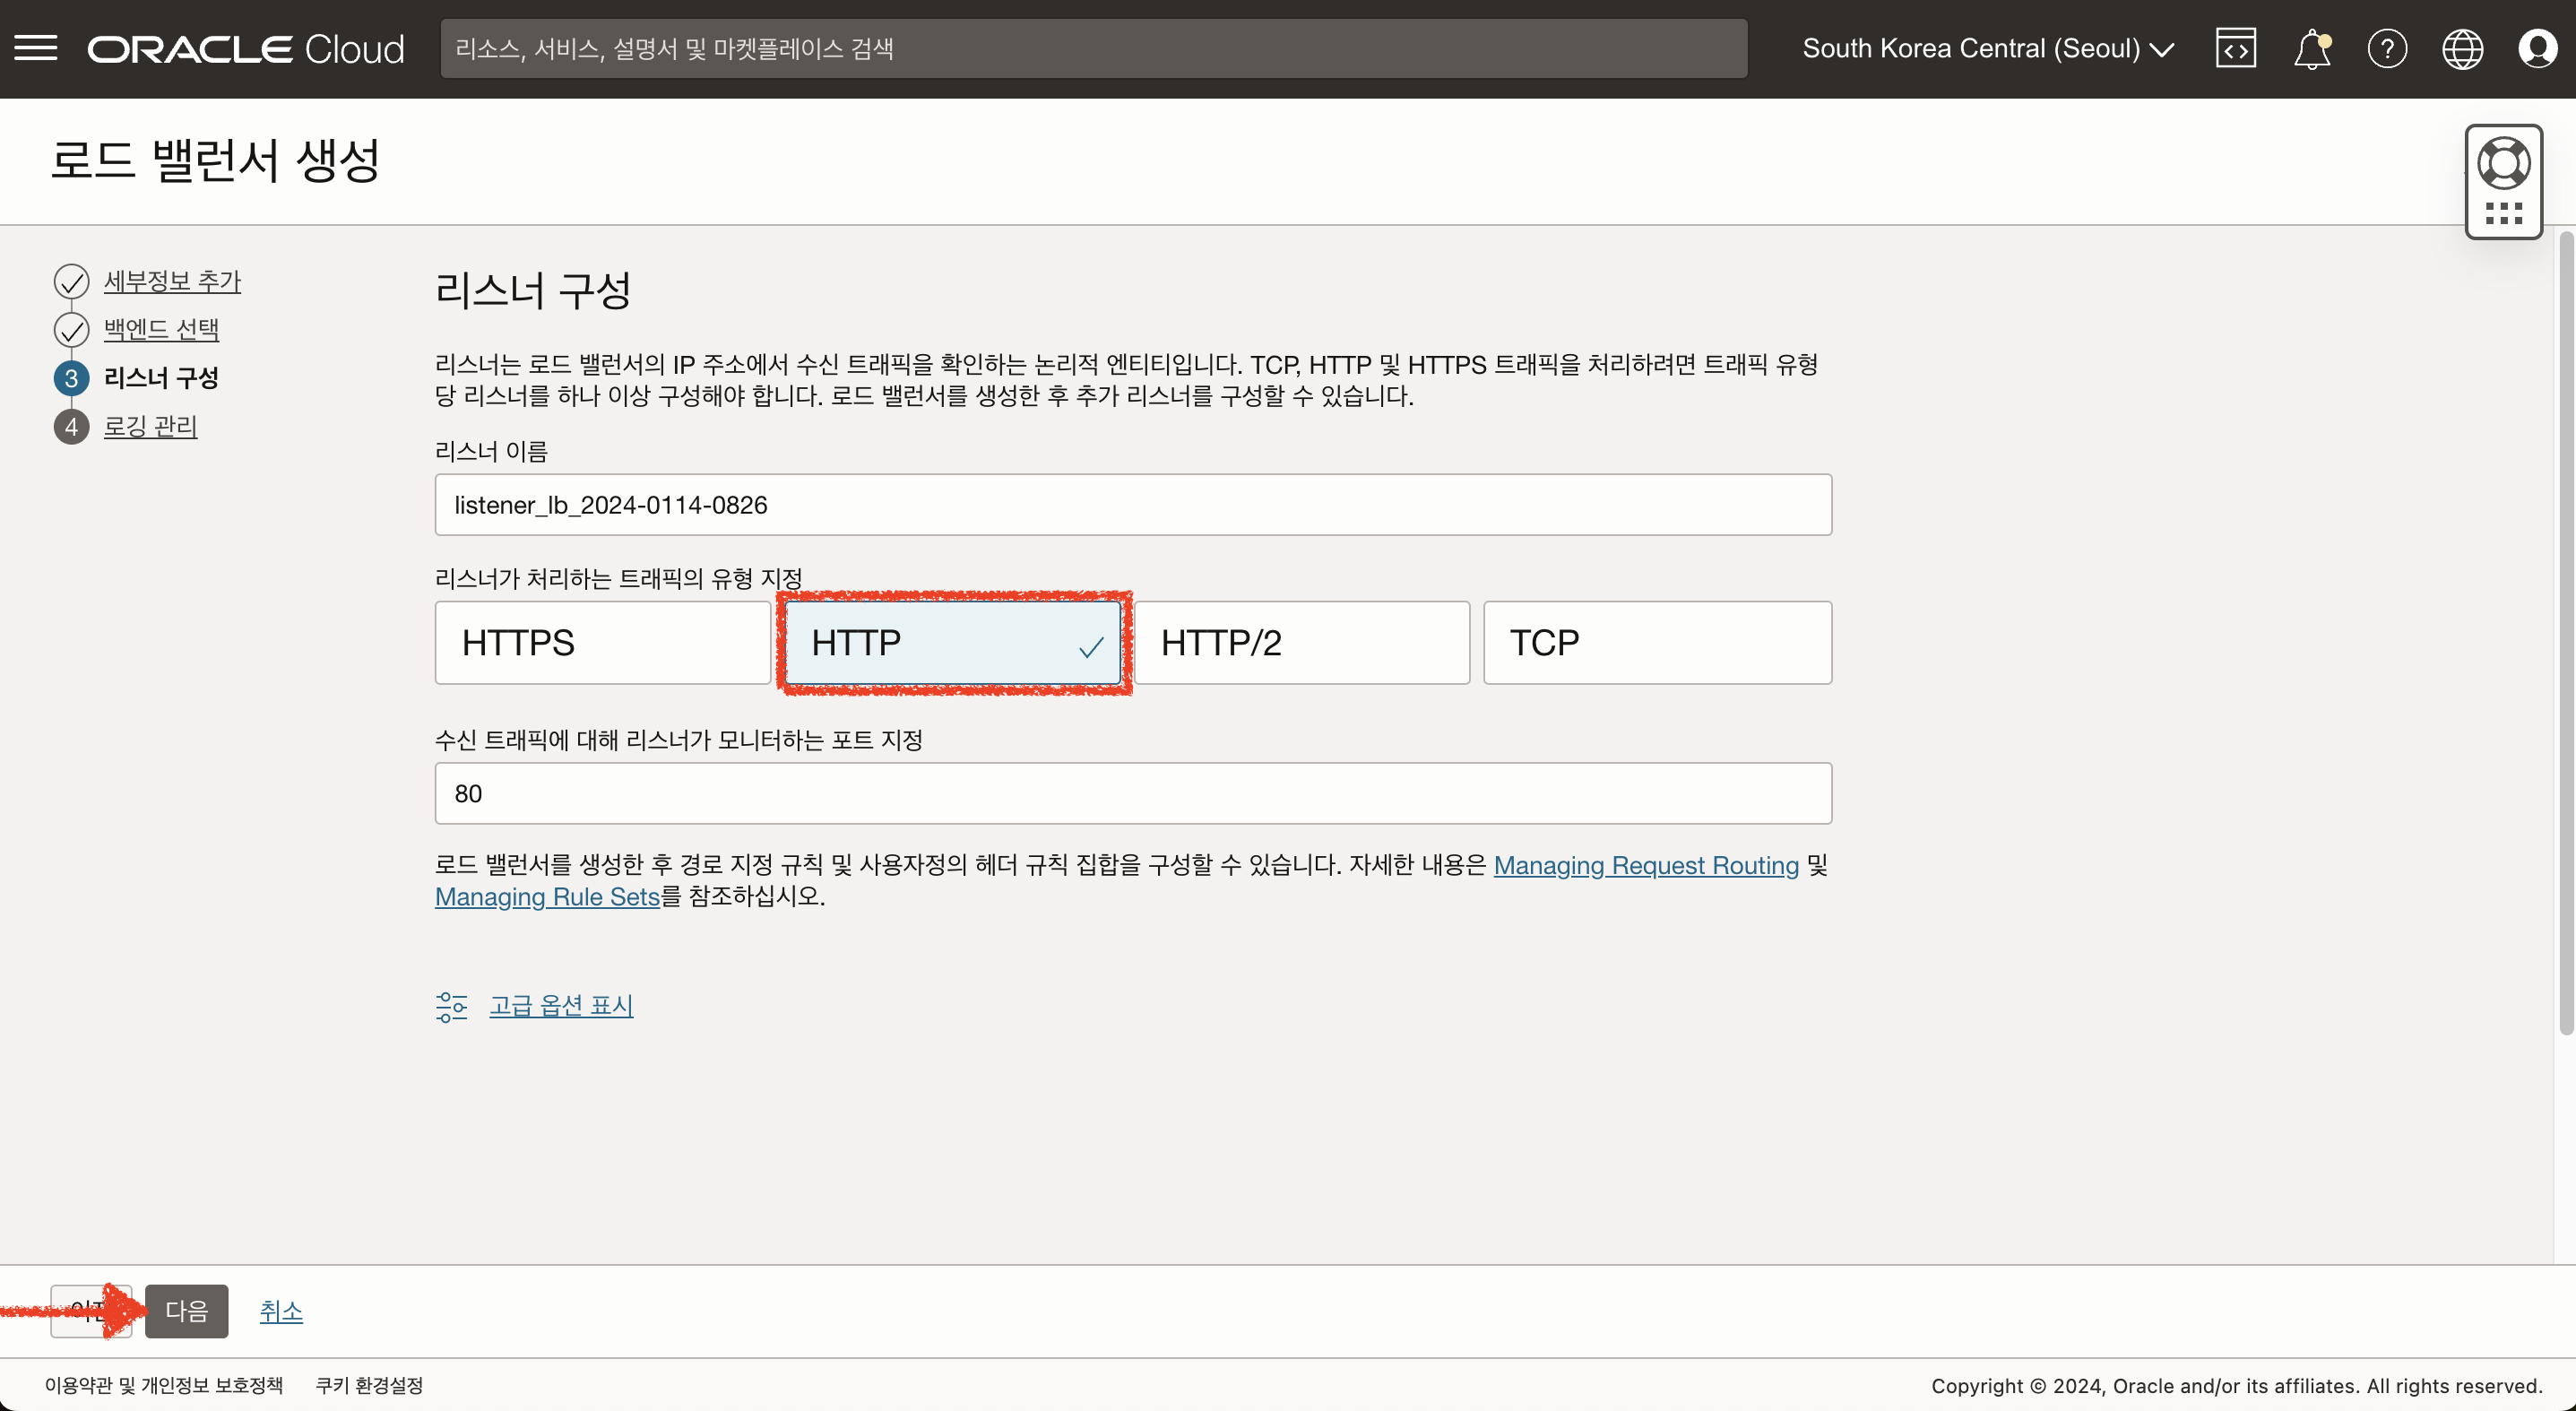 ORACLE Cloud
리소스, 서비스, 설명서 및 마켓플레이스 검색
South Korea Central (Seoul)
로드 밸런서 생성
세부정보 추가
백엔드 선택
3 리스너 구성
4 로깅 관리
리스너 구성
리스너는 로드 밸런서의 IP 주소에서 수신 트래픽을 확인하는 논리적 엔티티입니다. TCP, HTTP 및 HTTPS 트래픽을 처리하려면 트래픽 유형
당 리스너를 하나 이상 구성해야 합니다. 로드 밸런서를 생성한 후 추가 리스너를 구성할 수 있습니다.
리스너 이름
listener_lb_2024-0114-0826
리스너가 처리하는 트래픽의 유형 지정
HTTPS
HTTP
HTTP/2
TCP
수신 트래픽에 대해 리스너가 모니터하는 포트 지정
80
로드 밸런서를 생성한 후 경로 지정 규칙 및 사용자정의 헤더 규칙 집합을 구성할 수 있습니다. 자세한 내용은 Managing Request Routing 및
Managing Rule Sets를 참조하십시오.
고급 옵션 표시
다음
취소
이용약관 및 개인정보 보호정책
쿠키 환경설정
Copyright © 2024, Oracle and/or its affiliates. All rights reserved.